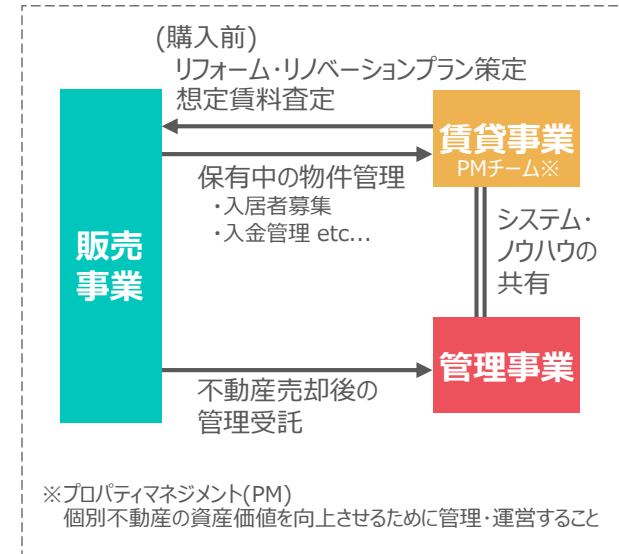 (購入前)
リフォーム・リノベーションプラン策定
想定賃料査定
賃貸事業
PMチーム※
保有中の物件管理
・入居者募集
・入金管理 etc…
販売
事業
システム・
ノウハウの
共有
管理事業
不動産売却後の
管理受託
※プロパティマネジメント(PM)
個別不動産の資産価値を向上させるために管理・運営すること